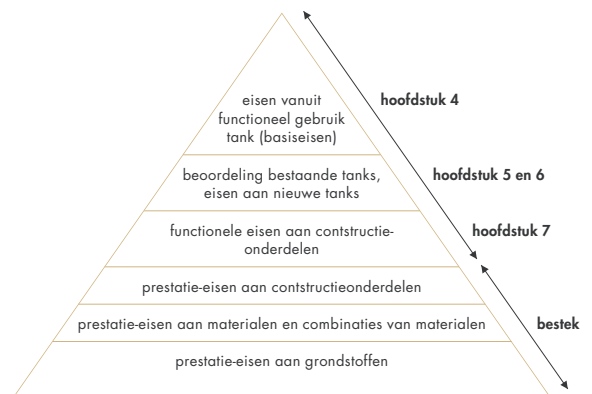 eisen vanuit
functioneel gebruik
tank (basiseisen)
hoofdstuk 4
beoordeling bestaande tanks,
eisen aan nieuwe tanks
hoofdstuk 5 en 6
functionele eisen aan contstructie-
onderdelen
hoofdstuk 7
prestatie-eisen aan contstructieonderdelen
prestatie-eisen aan materialen en combinaties van materialen
bestek
prestatie-eisen aan grondstoffen